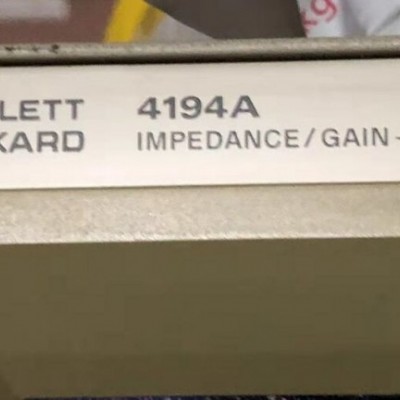 LETT 4194A
KARD IMPEDANCE/GAIN-